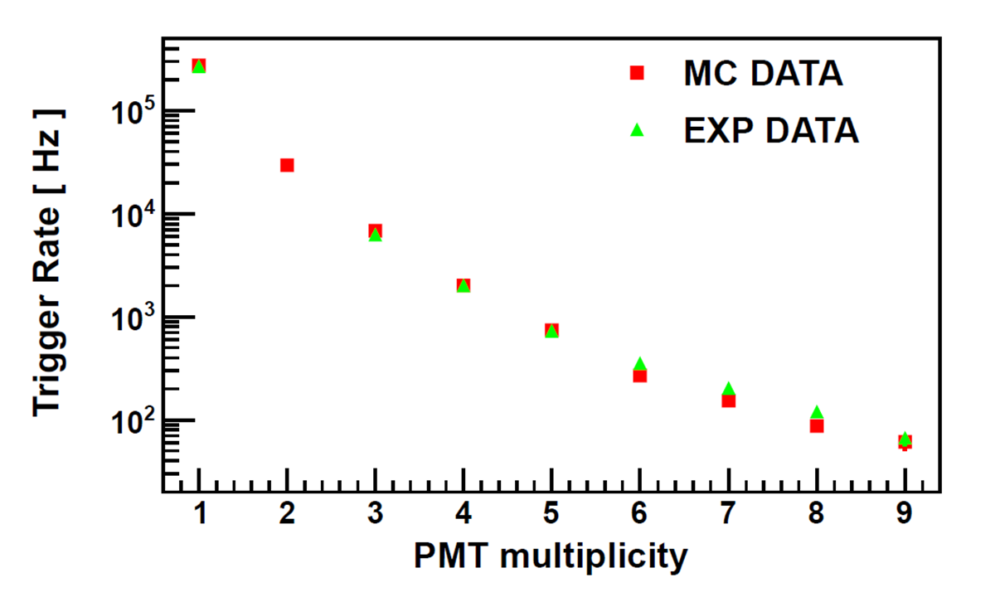 MC DATA
EXP DATA
Trigger Rate [ Hz ]
10^5
10^4
10^3
10^2
1 2 3 4 5 6 7 8 9
PMT multiplicity